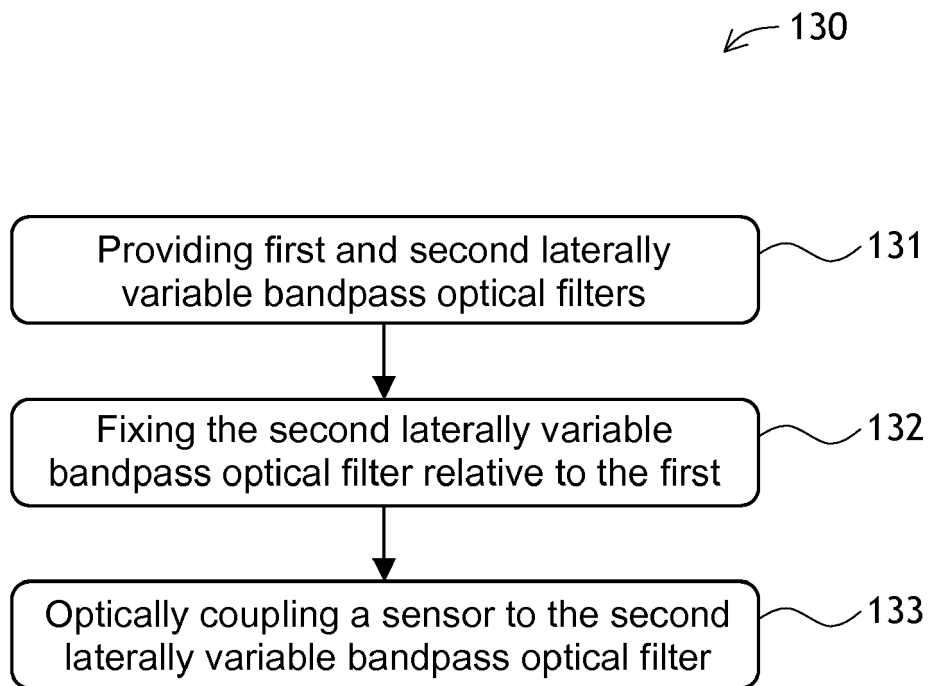 130
Providing first and second laterally
variable bandpass optical filters
131
Fixing the second laterally variable
bandpass optical filter relative to the first
132
Optically coupling a sensor to the second
laterally variable bandpass optical filter
133